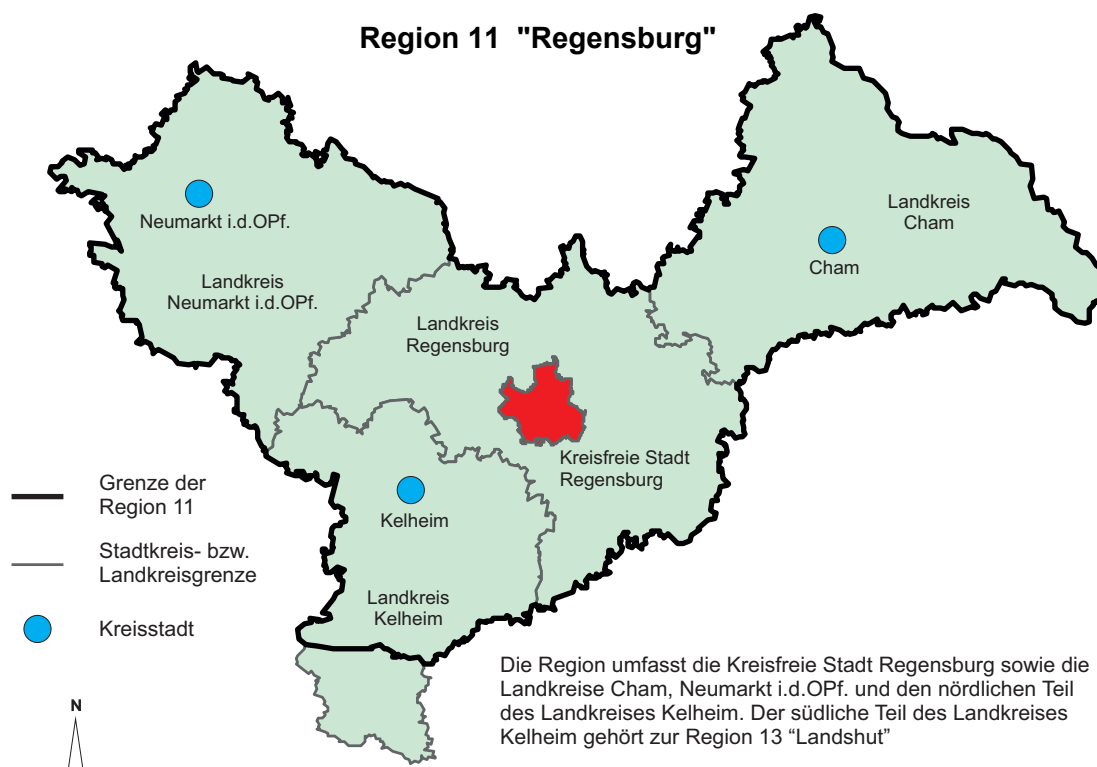 Region 11 "Regensburg"
Neumarkt i.d.OPf.
Landkreis
Neumarkt i.d.OPf.
Landkreis
Cham
Cham
Landkreis
Regensburg
Kreisfreie Stadt
Regensburg
Kelheim
Landkreis
Kelheim
Grenze der
Region 11
Stadtkreis- bzw.
Landkreisgrenze
Kreisstadt
N
Die Region umfasst die Kreisfreie Stadt Regensburg sowie die
Landkreise Cham, Neumarkt i.d.OPf. und den nördlichen Teil
des Landkreises Kelheim. Der südliche Teil des Landkreises
Kelheim gehört zur Region 13 “Landshut”